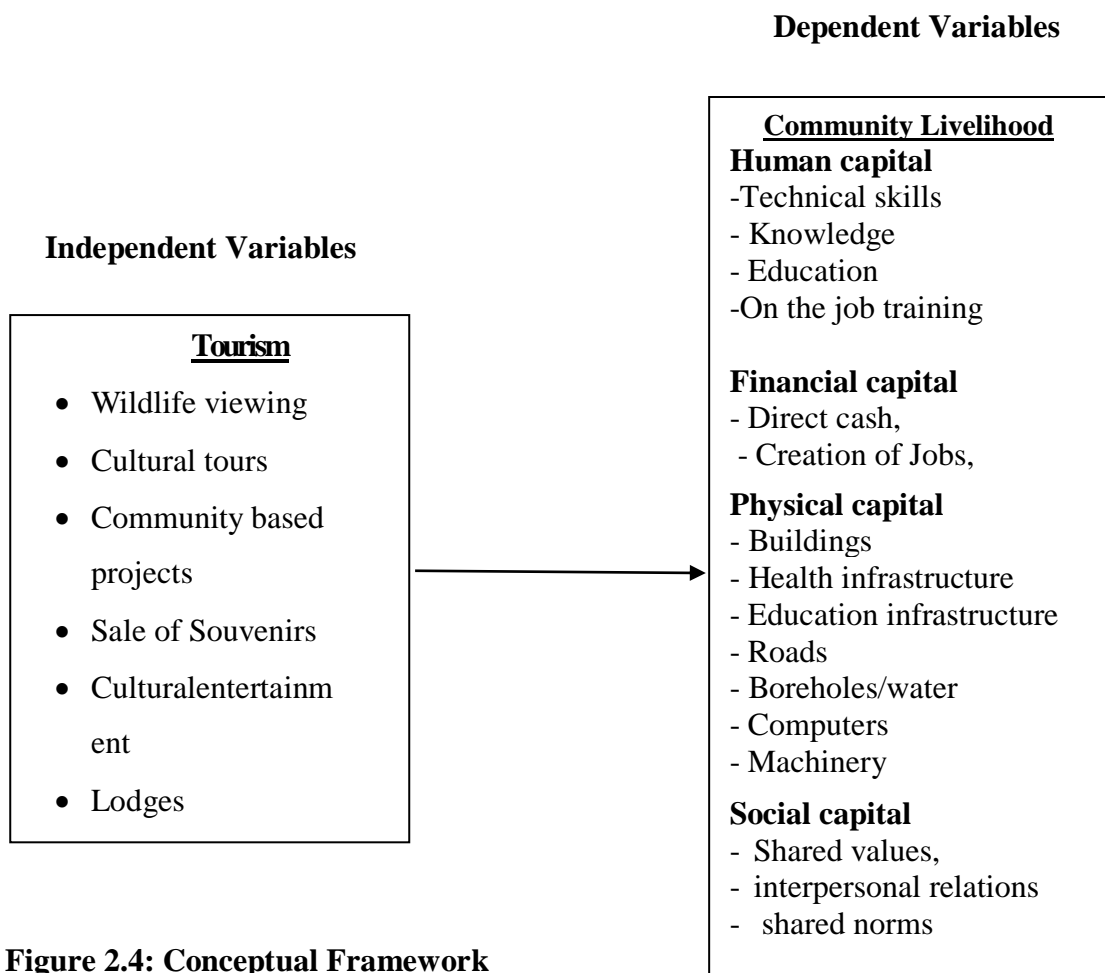 Dependent Variables
Independent Variables
Tourism
• Wildlife viewing
• Cultural tours
• Community based
projects
• Sale of Souvenirs
• Culturalentertainm
ent
• Lodges
Community Livelihood
Human capital
-Technical skills
- Knowledge
- Education
-On the job training
Financial capital
- Direct cash,
- Creation of Jobs,
Physical capital
- Buildings
- Health infrastructure
- Education infrastructure
- Roads
- Boreholes/water
- Computers
- Machinery
Social capital
- Shared values,
- interpersonal relations
- shared norms
Figure 2.4: Conceptual Framework